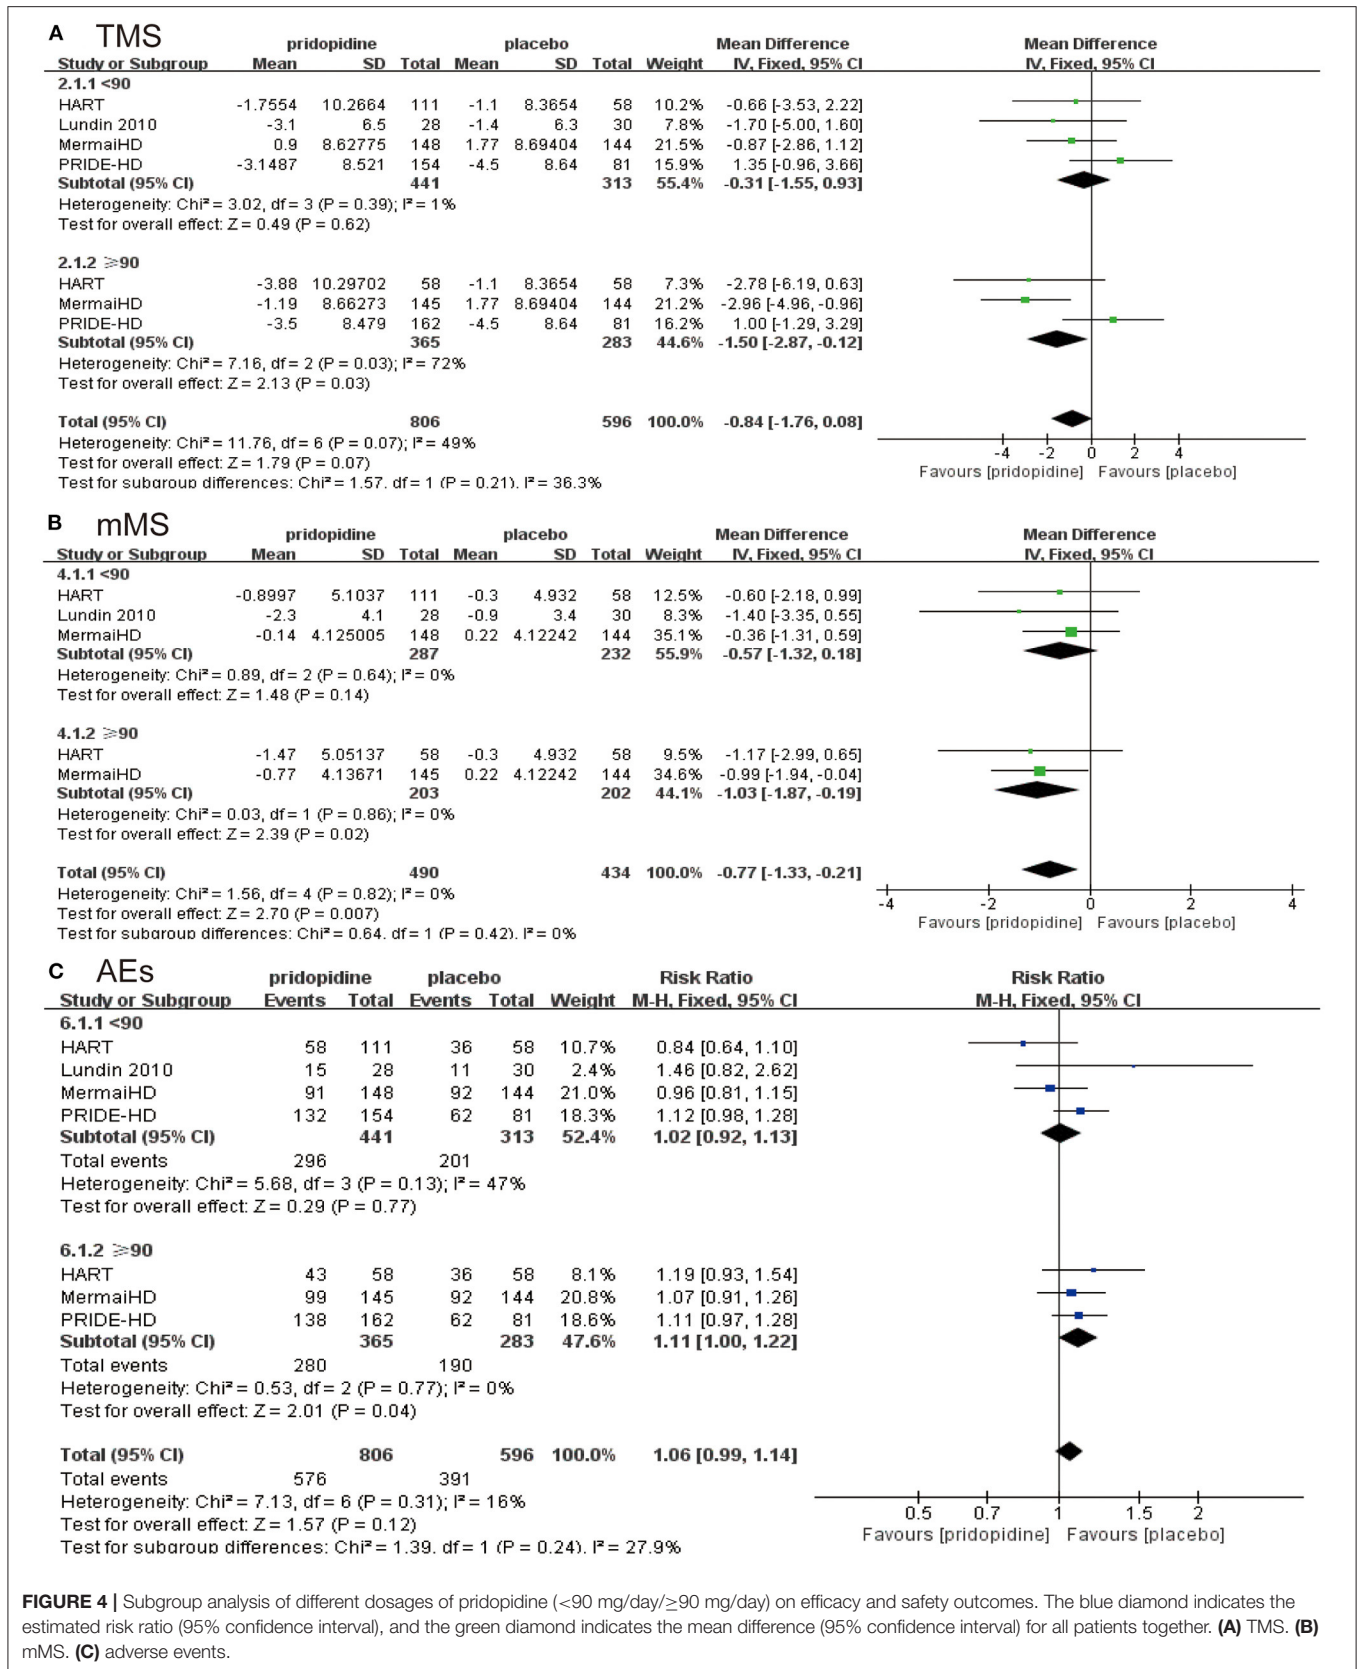 A TMS
pridopidine placebo Mean Difference Mean Difference
Study or Subgroup Mean SD Total Mean SD Total Weight IV, Fixed, 95% CI IV, Fixed, 95% CI
2.1.1 <90
HART -1.7554 10.2664 111 -1.1 8.3654 58 10.2% -0.66 [-3.53, 2.22]
Lundin 2010 -3.1 6.5 28 -1.4 6.3 30 7.8% -1.70 [-5.00, 1.60]
MermaiHD 0.9 8.62775 148 1.77 8.69404 144 21.5% -0.87 [-2.86, 1.12]
PRIDE-HD -3.1487 8.521 154 -4.5 8.64 81 15.9% 1.35 [-0.96, 3.66]
Subtotal (95% CI) 441 313 55.4% -0.31 [-1.55, 0.93]
Heterogeneity: Chi² = 3.02, df = 3 (P = 0.39); I² = 1%
Test for overall effect: Z = 0.49 (P = 0.62)
2.1.2 ≥90
HART -3.88 10.29702 58 -1.1 8.3654 58 7.3% -2.78 [-6.19, 0.63]
MermaiHD -1.19 8.66273 145 1.77 8.69404 144 21.2% -2.96 [-4.96, -0.96]
PRIDE-HD -3.5 8.479 162 -4.5 8.64 81 16.2% 1.00 [-1.29, 3.29]
Subtotal (95% CI) 365 283 44.6% -1.50 [-2.87, -0.12]
Heterogeneity: Chi² = 7.16, df = 2 (P = 0.03); I² = 72%
Test for overall effect: Z = 2.13 (P = 0.03)
Total (95% CI) 806 596 100.0% -0.84 [-1.76, 0.08]
Heterogeneity: Chi² = 11.76, df = 6 (P = 0.07); I² = 49%
Test for overall effect: Z = 1.79 (P = 0.07)
Test for subgroup differences: Chi² = 1.57, df = 1 (P = 0.21), I² = 36.3%
-4 -2 0 2 4
Favours [pridopidine] Favours [placebo]
B mMS
pridopidine placebo Mean Difference Mean Difference
Study or Subgroup Mean SD Total Mean SD Total Weight IV, Fixed, 95% CI IV, Fixed, 95% CI
4.1.1 <90
HART -0.8997 5.1037 111 -0.3 4.932 58 12.5% -0.60 [-2.18, 0.99]
Lundin 2010 -2.3 4.1 28 -0.9 3.4 30 8.3% -1.40 [-3.35, 0.55]
MermaiHD -0.14 4.125005 148 0.22 4.12242 144 35.1% -0.36 [-1.31, 0.59]
Subtotal (95% CI) 287 232 55.9% -0.57 [-1.32, 0.18]
Heterogeneity: Chi² = 0.89, df = 2 (P = 0.64); I² = 0%
Test for overall effect: Z = 1.48 (P = 0.14)
4.1.2 ≥90
HART -1.47 5.05137 58 -0.3 4.932 58 9.5% -1.17 [-2.99, 0.65]
MermaiHD -0.77 4.13671 145 0.22 4.12242 144 34.6% -0.99 [-1.94, -0.04]
Subtotal (95% CI) 203 202 44.1% -1.03 [-1.87, -0.19]
Heterogeneity: Chi² = 0.03, df = 1 (P = 0.86); I² = 0%
Test for overall effect: Z = 2.39 (P = 0.02)
Total (95% CI) 490 434 100.0% -0.77 [-1.33, -0.21]
Heterogeneity: Chi² = 1.56, df = 4 (P = 0.82); I² = 0%
Test for overall effect: Z = 2.70 (P = 0.007)
Test for subgroup differences: Chi² = 0.64, df = 1 (P = 0.42), I² = 0%
-4 -2 0 2 4
Favours [pridopidine] Favours [placebo]
C AEs
pridopidine placebo Risk Ratio Risk Ratio
Study or Subgroup Events Total Events Total Weight M-H, Fixed, 95% CI M-H, Fixed, 95% CI
6.1.1 <90
HART 58 111 36 58 10.7% 0.84 [0.64, 1.10]
Lundin 2010 15 28 11 30 2.4% 1.46 [0.82, 2.62]
MermaiHD 91 148 92 144 21.0% 0.96 [0.81, 1.15]
PRIDE-HD 132 154 62 81 18.3% 1.12 [0.98, 1.28]
Subtotal (95% CI) 441 313 52.4% 1.02 [0.92, 1.13]
Total events 296 201
Heterogeneity: Chi² = 5.68, df = 3 (P = 0.13); I² = 47%
Test for overall effect: Z = 0.29 (P = 0.77)
6.1.2 ≥90
HART 43 58 36 58 8.1% 1.19 [0.93, 1.54]
MermaiHD 99 145 92 144 20.8% 1.07 [0.91, 1.26]
PRIDE-HD 138 162 62 81 18.6% 1.11 [0.97, 1.28]
Subtotal (95% CI) 365 283 47.6% 1.11 [1.00, 1.22]
Total events 280 190
Heterogeneity: Chi² = 0.53, df = 2 (P = 0.77); I² = 0%
Test for overall effect: Z = 2.01 (P = 0.04)
Total (95% CI) 806 596 100.0% 1.06 [0.99, 1.14]
Total events 576 391
Heterogeneity: Chi² = 7.13, df = 6 (P = 0.31); I² = 16%
Test for overall effect: Z = 1.57 (P = 0.12)
Test for subgroup differences: Chi² = 1.39, df = 1 (P = 0.24), I² = 27.9%
0.5 0.7 1 1.5 2
Favours [pridopidine] Favours [placebo]
FIGURE 4 | Subgroup analysis of different dosages of pridopidine (<90 mg/day/≥90 mg/day) on efficacy and safety outcomes. The blue diamond indicates the
estimated risk ratio (95% confidence interval), and the green diamond indicates the mean difference (95% confidence interval) for all patients together. (A) TMS. (B)
mMS. (C) adverse events.